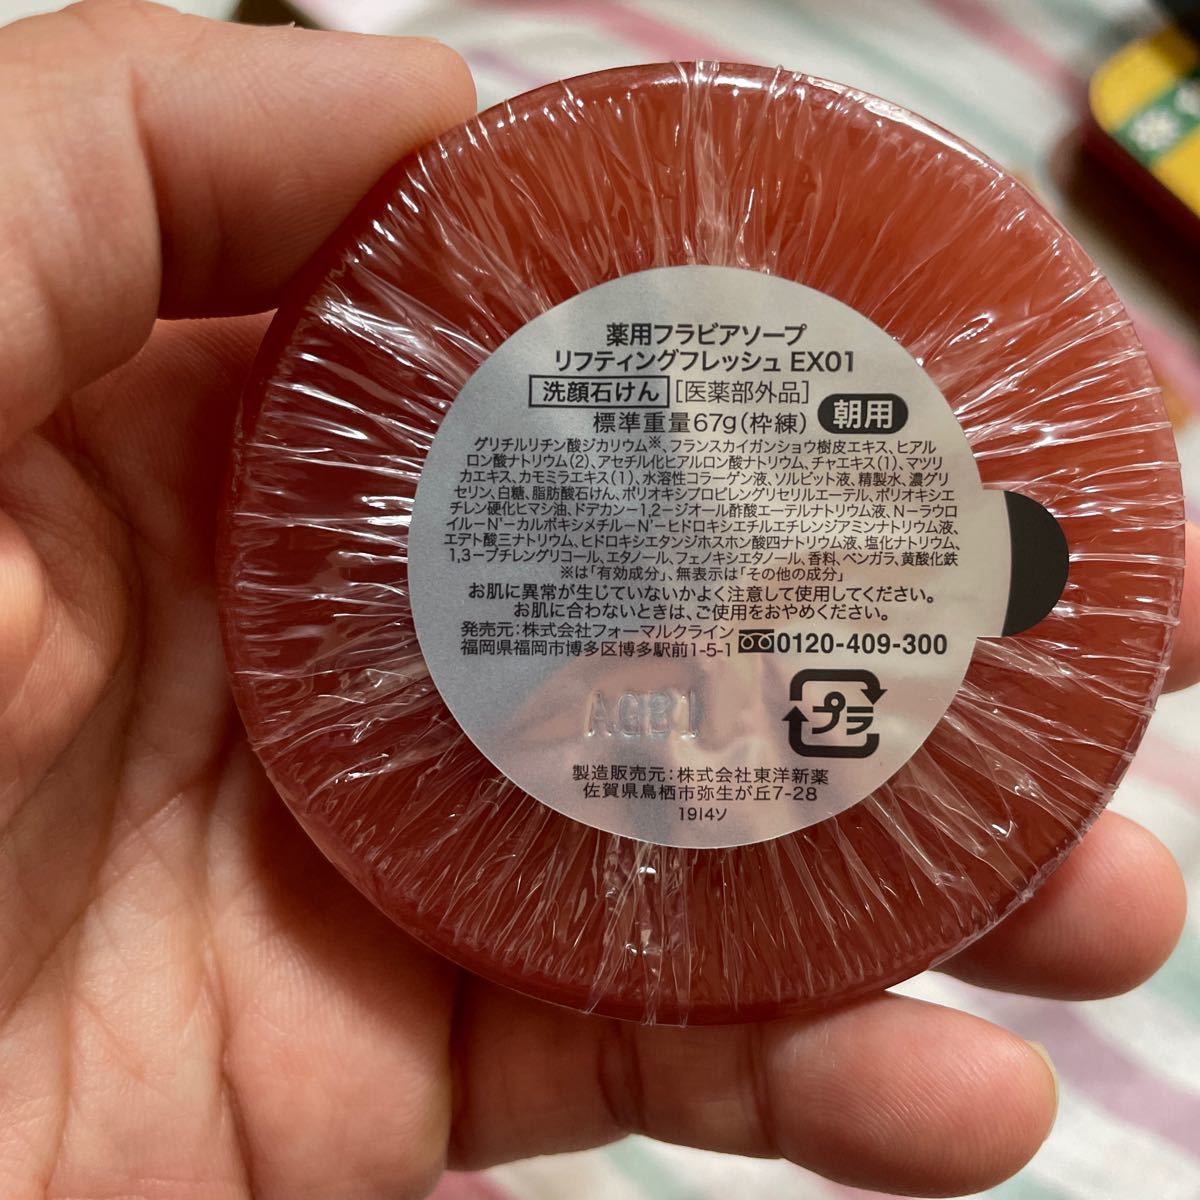 薬用フラビアソープ
リフティングフレッシュ EX01
洗顔石けん [医薬部外品]
標準重量67g(枠練) 朝用
グリチルリチン酸ジカリウム※、フランスカイガンショウ樹皮エキス、ヒアル
ロン酸ナトリウム(2)、アセチル化ヒアルロン酸ナトリウム、チャエキス(1)、マツリ
カエキス、カモミラエキス(1)、水溶性コラーゲン液、ソルビット液、精製水、濃グリ
セリン、白糖、脂肪酸石けん、ポリオキシプロピレングリセリルエーテル、ポリオキシエ
チレン硬化ヒマシ油、ドデカン-1,2-ジオール酢酸エーテルナトリウム液、N-ラウロ
イル-N'-カルボキシメチル-N'-ヒドロキシエチルエチレンジアミンナトリウム液、
エデト酸三ナトリウム、ヒドロキシエタンジホスホン酸四ナトリウム液、塩化ナトリウム、
1,3-ブチレングリコール、エタノール、フェノキシエタノール、香料、ベンガラ、黄酸化鉄
※は「有効成分」、無表示は「その他の成分」
お肌に異常が生じていないかよく注意して使用してください。
お肌に合わないときは、ご使用をおやめください。
発売元:株式会社フォーマルクライン
福岡県福岡市博多区博多駅前1-5-1 0120-409-300
AGB1
プラ
製造販売元:株式会社東洋新薬
佐賀県鳥栖市弥生が丘7-28
1914ソ